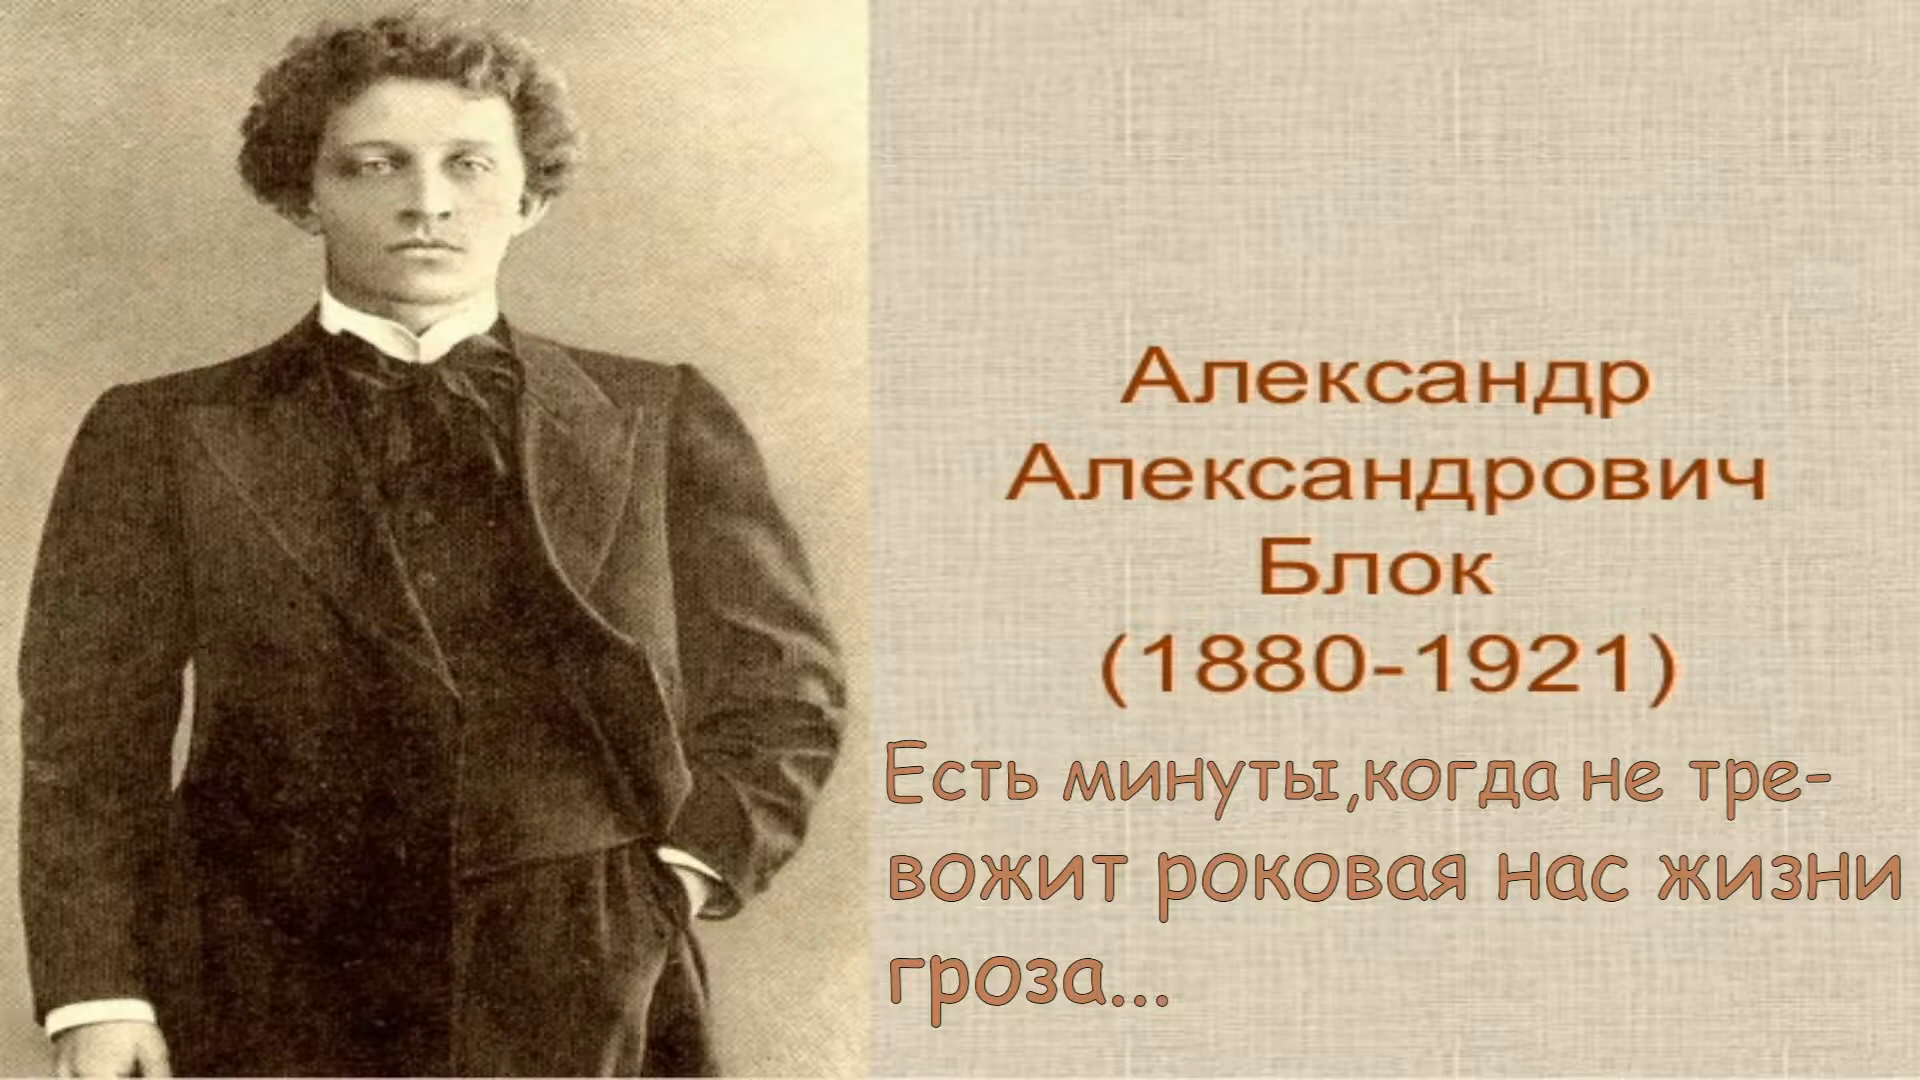 Александр
Александрович
Блок
(1880-1921)
Есть минуты,когда не тре-
вожит роковая нас жизни
гроза...